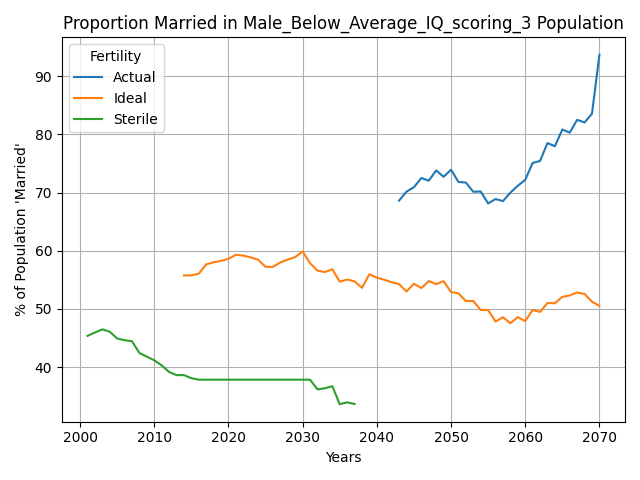 Proportion Married in Male_Below_Average_IQ_scoring_3 Population
Fertility
Actual
Ideal
Sterile
% of Population 'Married'
90
80
70
60
50
40
2000 2010 2020 2030 2040 2050 2060 2070
Years